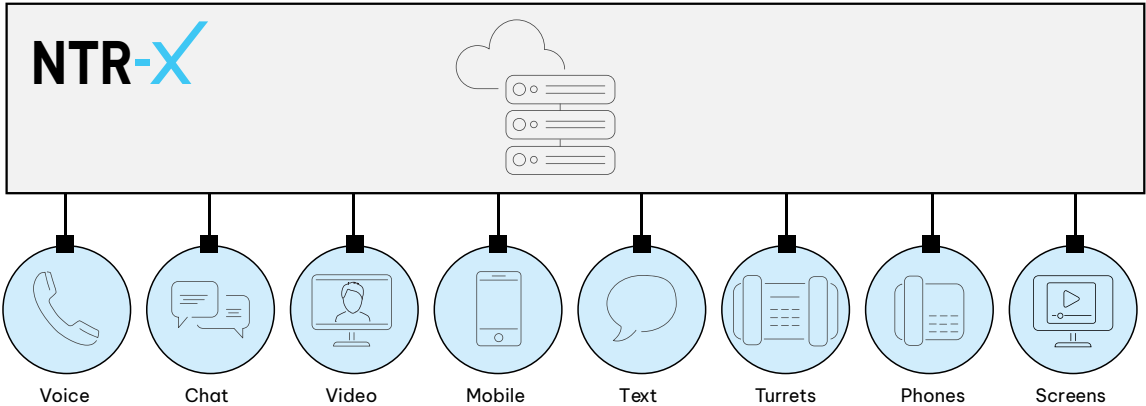 NTR-X
Voice
Chat
Video
Mobile
Text
Turrets
Phones
Screens